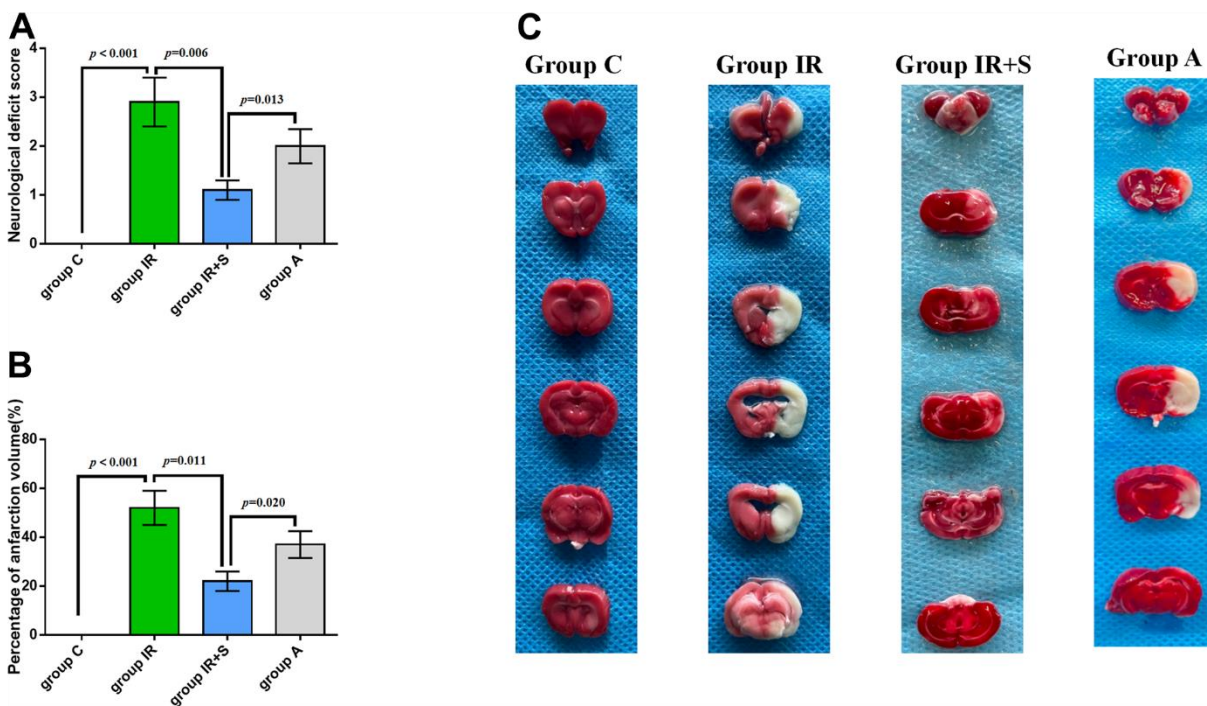 A
Neurological deficit score
4
3
2
1
0
p < 0.001
p=0.006
p=0.013
group C
group IR
group IR+S
group A
B
Percentage of anfarction volume(%)
80
60
40
20
0
p < 0.001
p=0.011
p=0.020
group C
group IR
group IR+S
group A
C
Group C
Group IR
Group IR+S
Group A